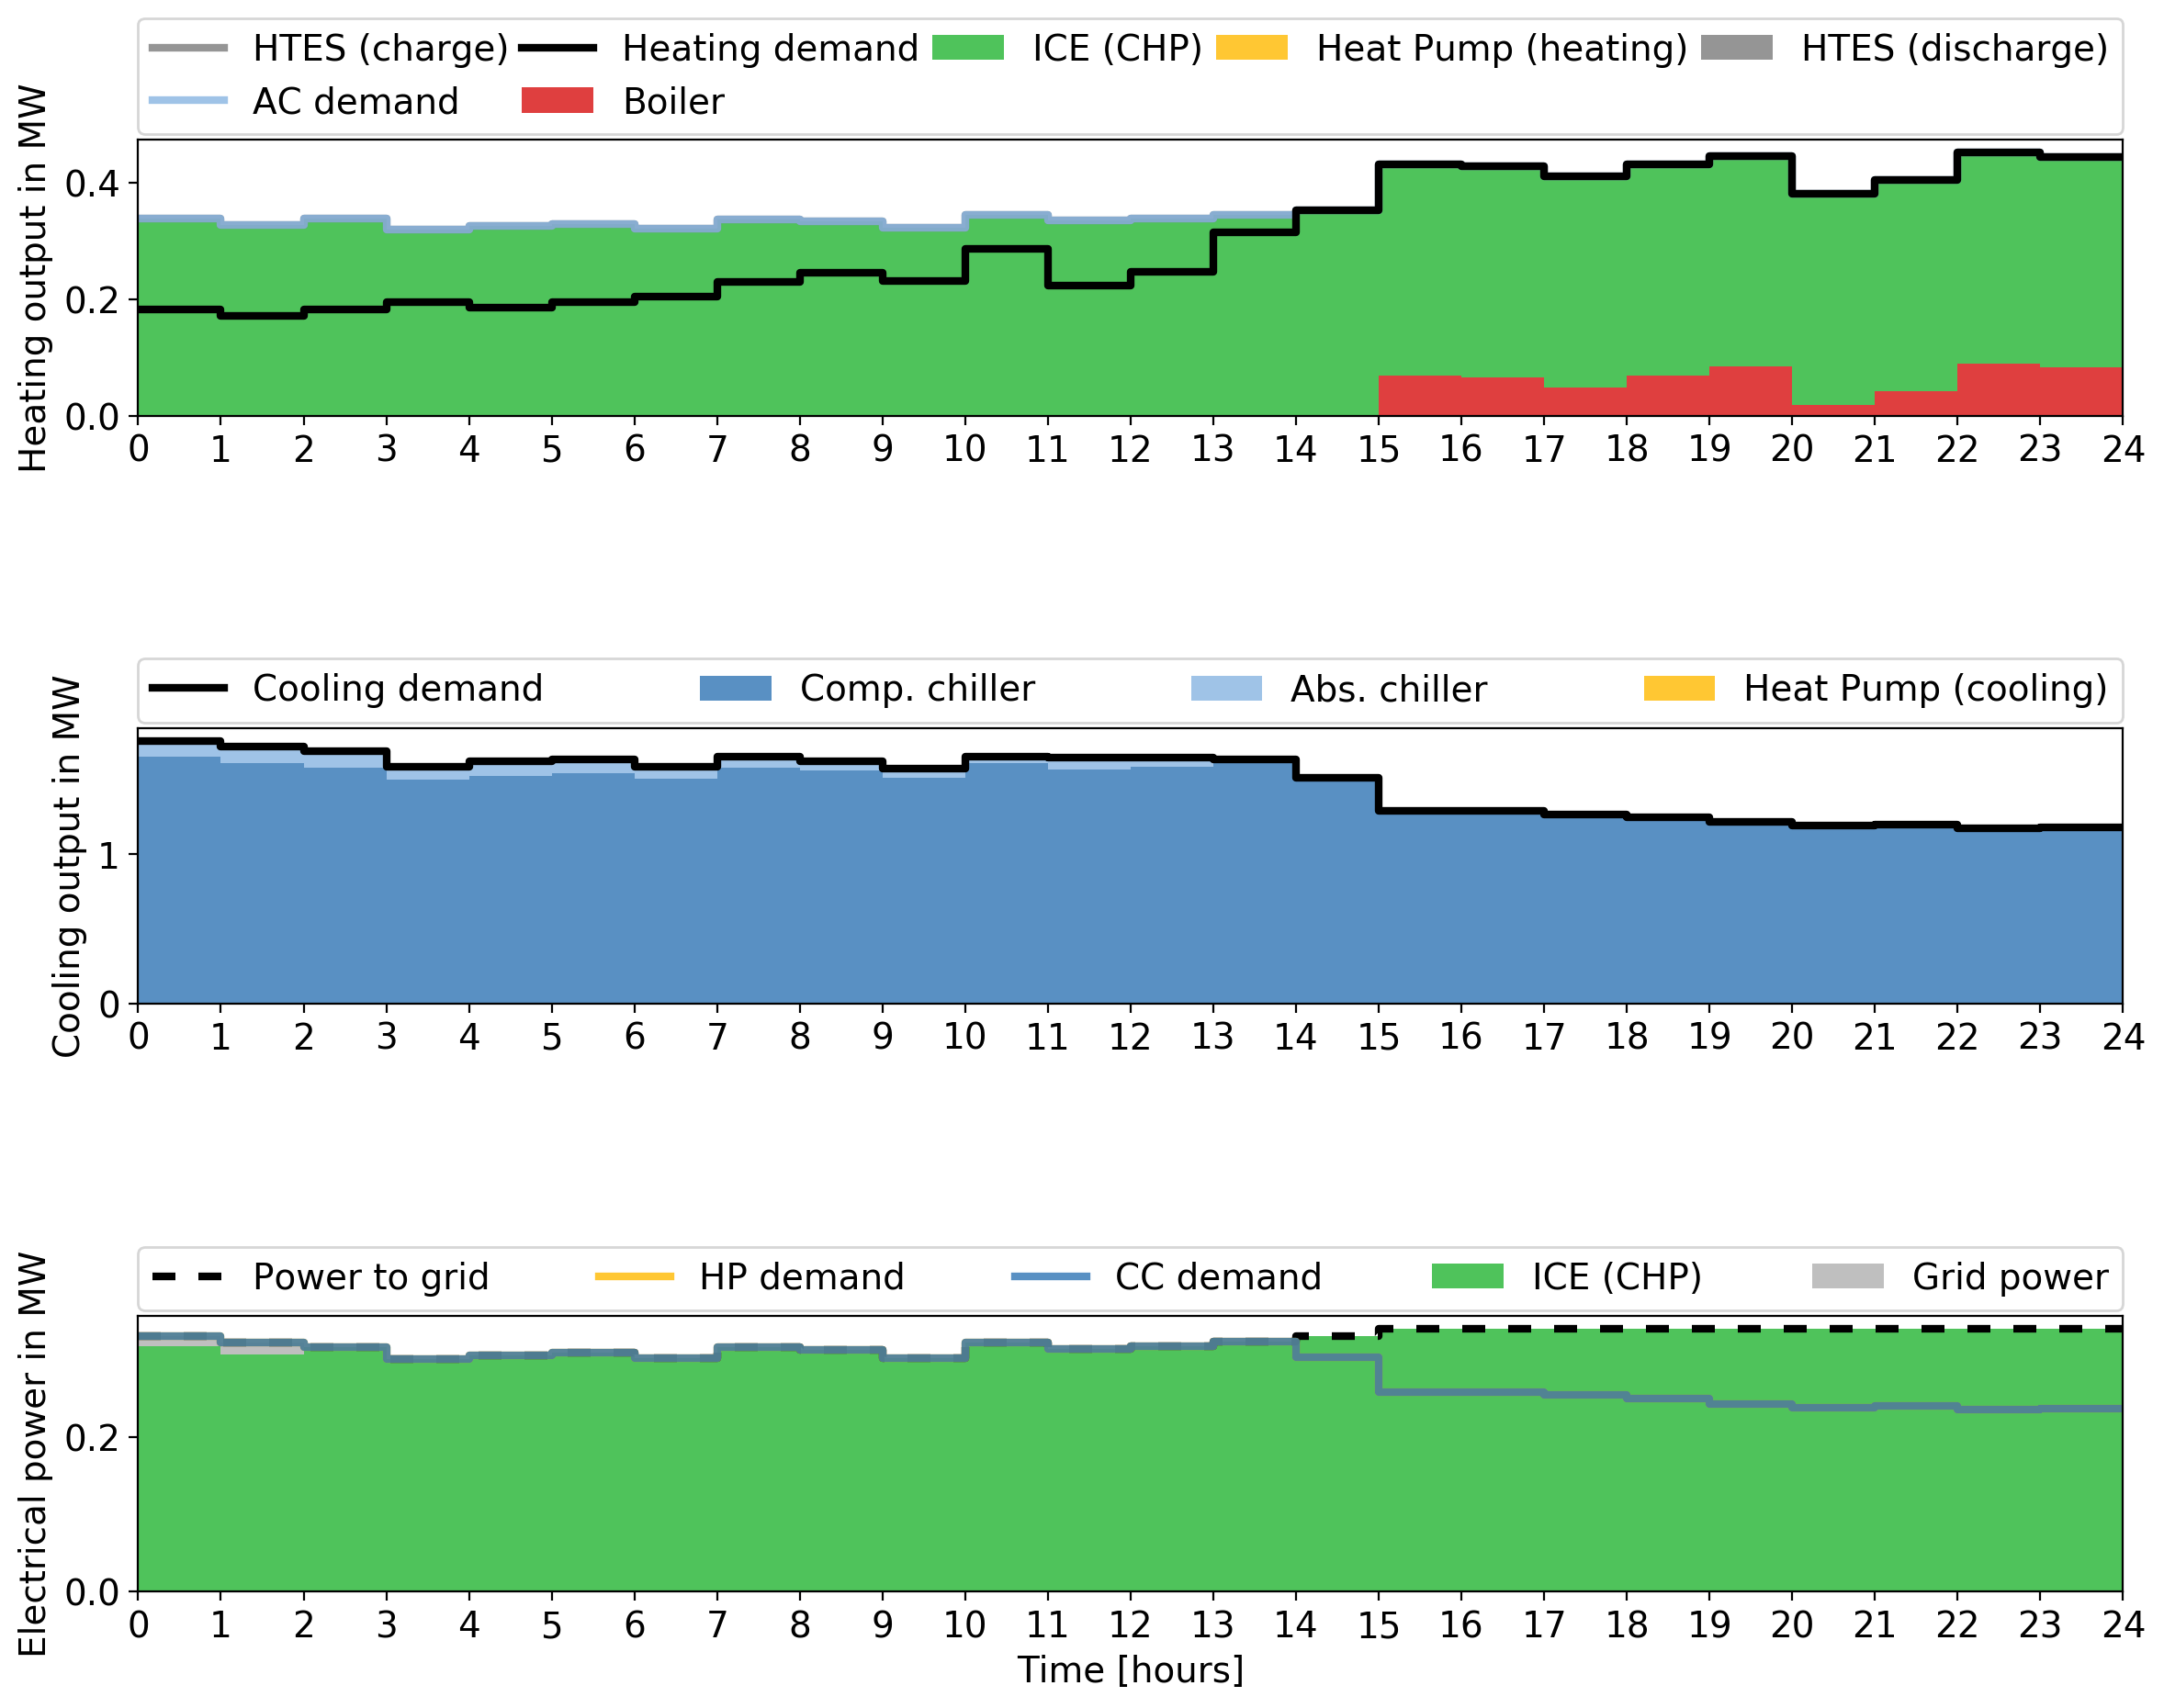 HTES (charge) Heating demand ICE (CHP) Heat Pump (heating) HTES (discharge)
AC demand Boiler
Heating output in MW
0.4
0.2
0.0
0 1 2 3 4 5 6 7 8 9 10 11 12 13 14 15 16 17 18 19 20 21 22 23 24
Cooling demand Comp. chiller Abs. chiller Heat Pump (cooling)
Cooling output in MW
1
0
0 1 2 3 4 5 6 7 8 9 10 11 12 13 14 15 16 17 18 19 20 21 22 23 24
Power to grid HP demand CC demand ICE (CHP) Grid power
Electrical power in MW
0.2
0.0
0 1 2 3 4 5 6 7 8 9 10 11 12 13 14 15 16 17 18 19 20 21 22 23 24
Time [hours]